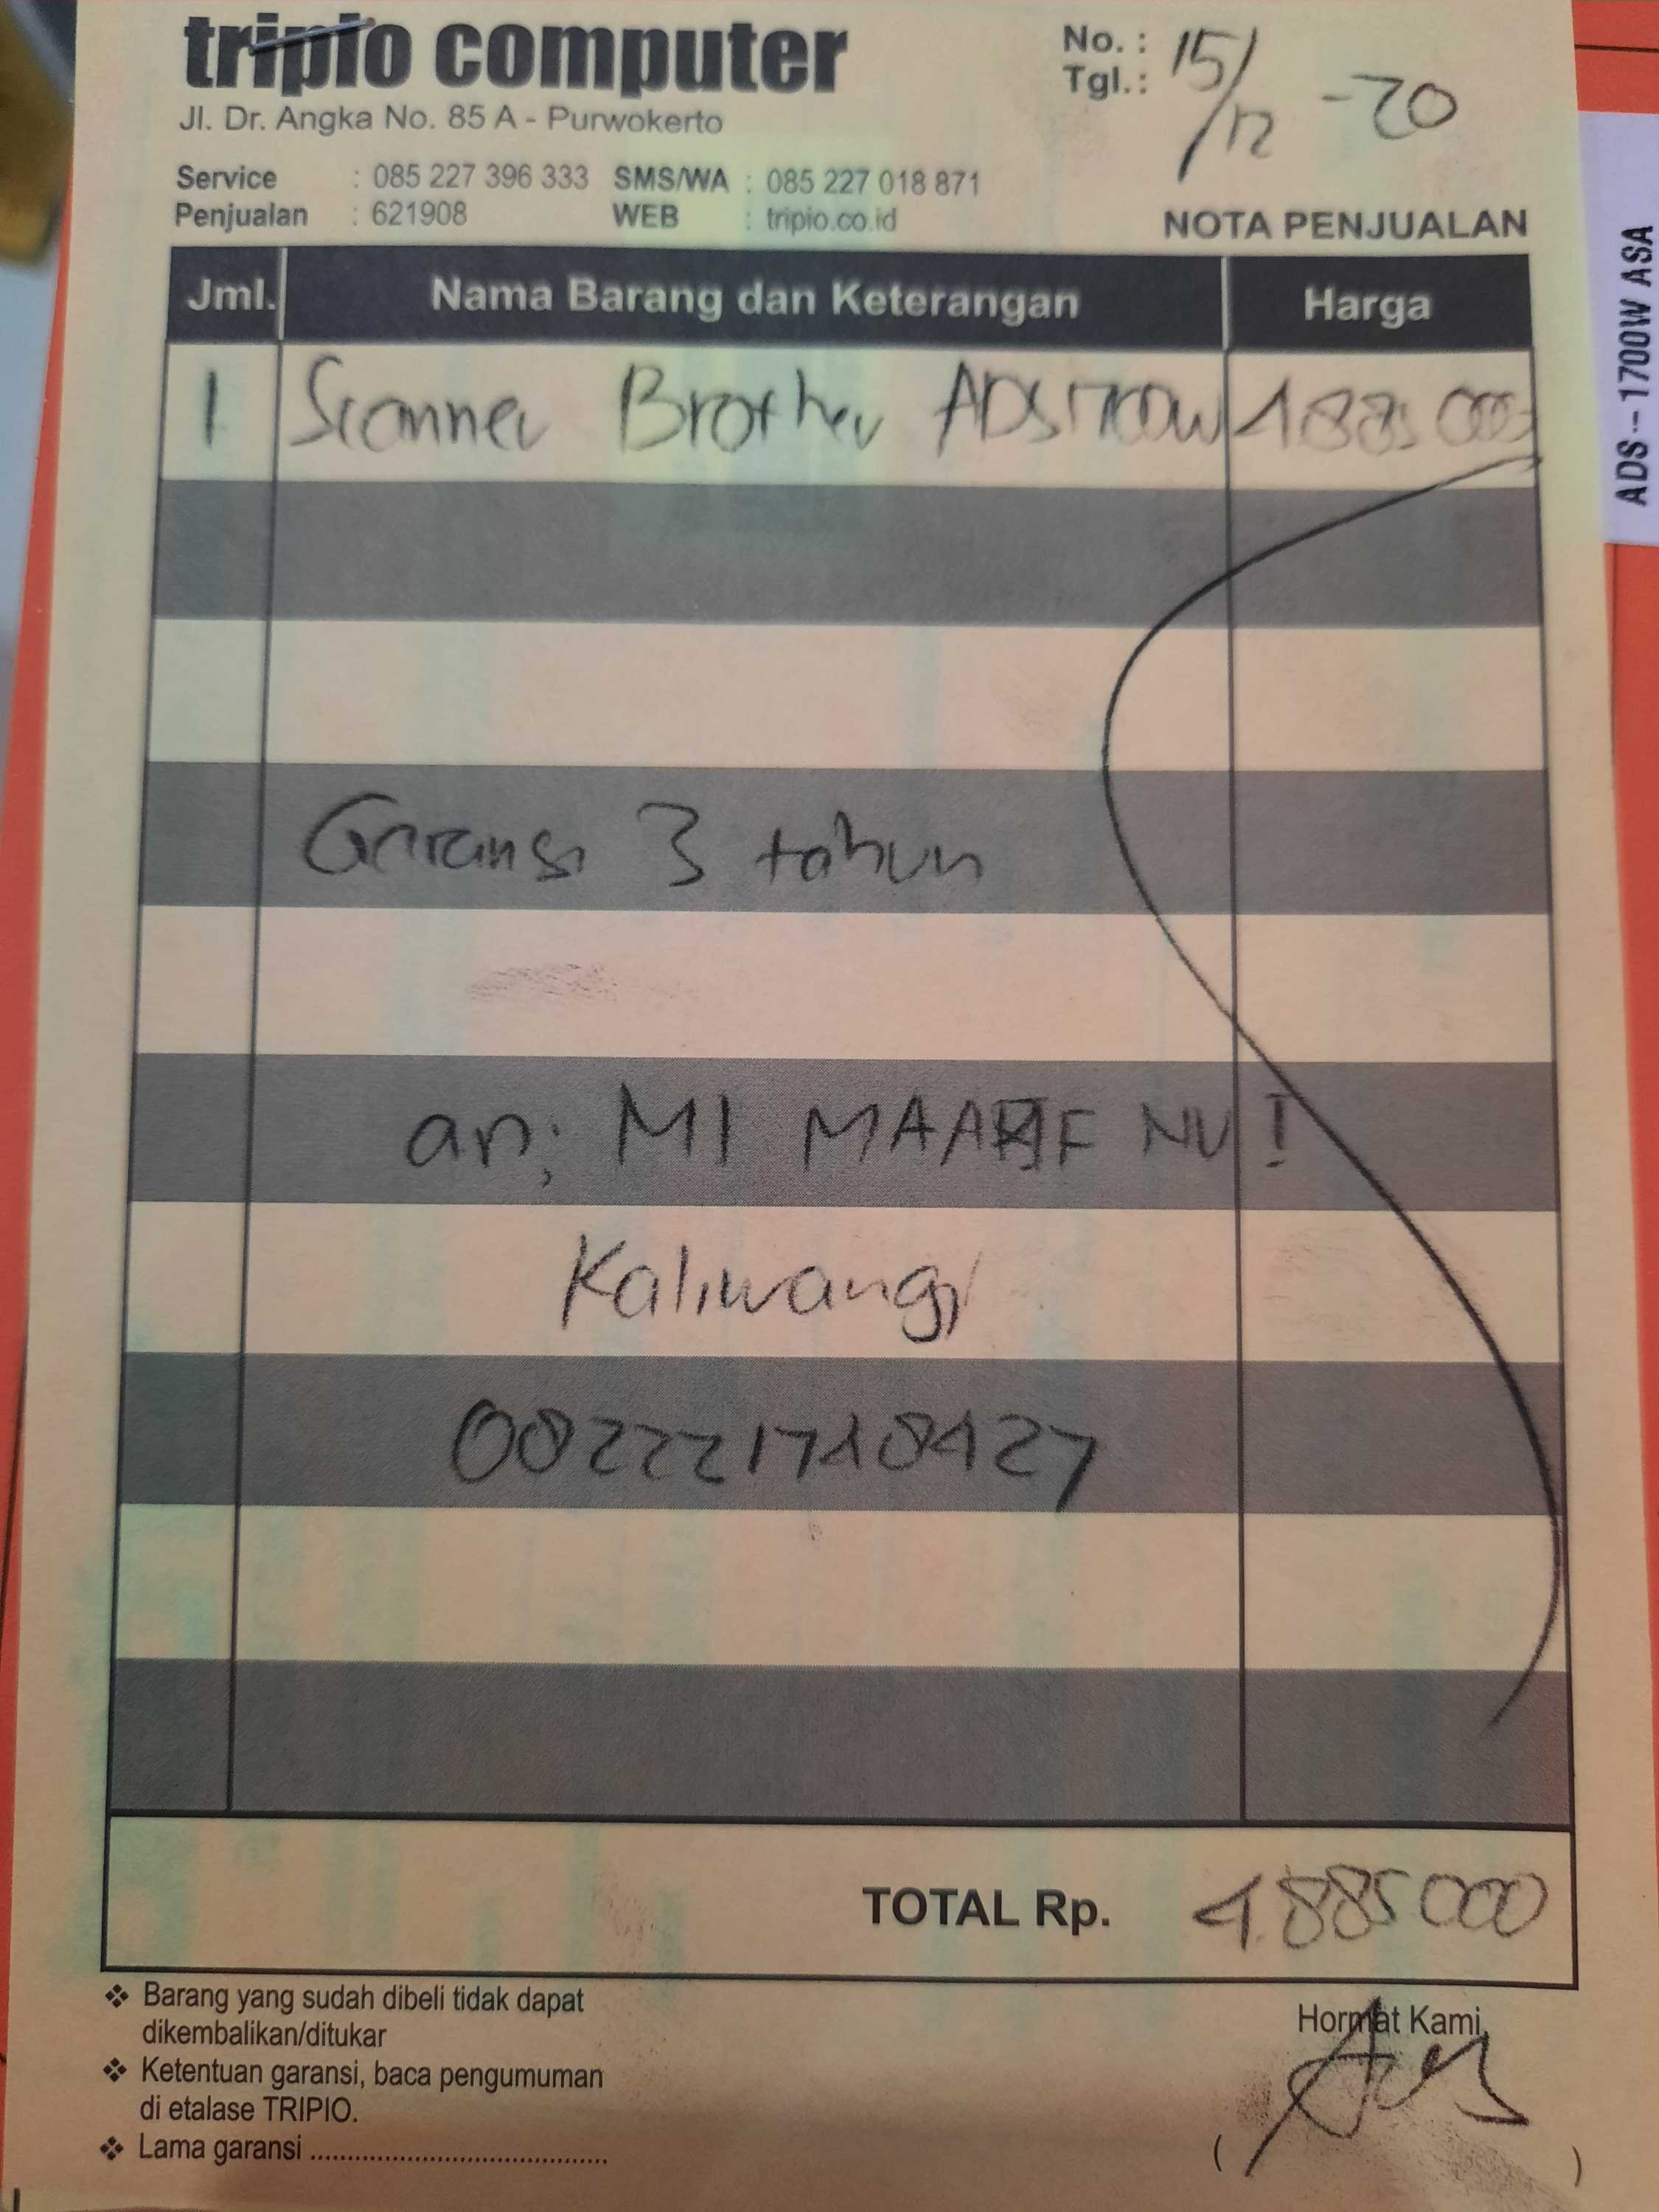 tripio computer
Jl. Dr. Angka No. 85 A - Purwokerto
Service : 085 227 396 333 SMS/WA : 085 227 018 871
Penjualan : 621908 WEB : tripio.co.id
No. :
Tgl. : 15/12 -20
NOTA PENJUALAN
Jml. Nama Barang dan Keterangan Harga
1 Scanner Brother ADS1700W 4885000
Garansi 3 tahun
an; MI MAARIF NU 1
Kaliwangi
TOTAL Rp. 4.885000
❖ Barang yang sudah dibeli tidak dapat
dikembalikan/ditukar
❖ Ketentuan garansi, baca pengumuman
di etalase TRIPIO.
❖ Lama garansi ........................................
Hormat Kami,
( )
ADS--1700W ASA